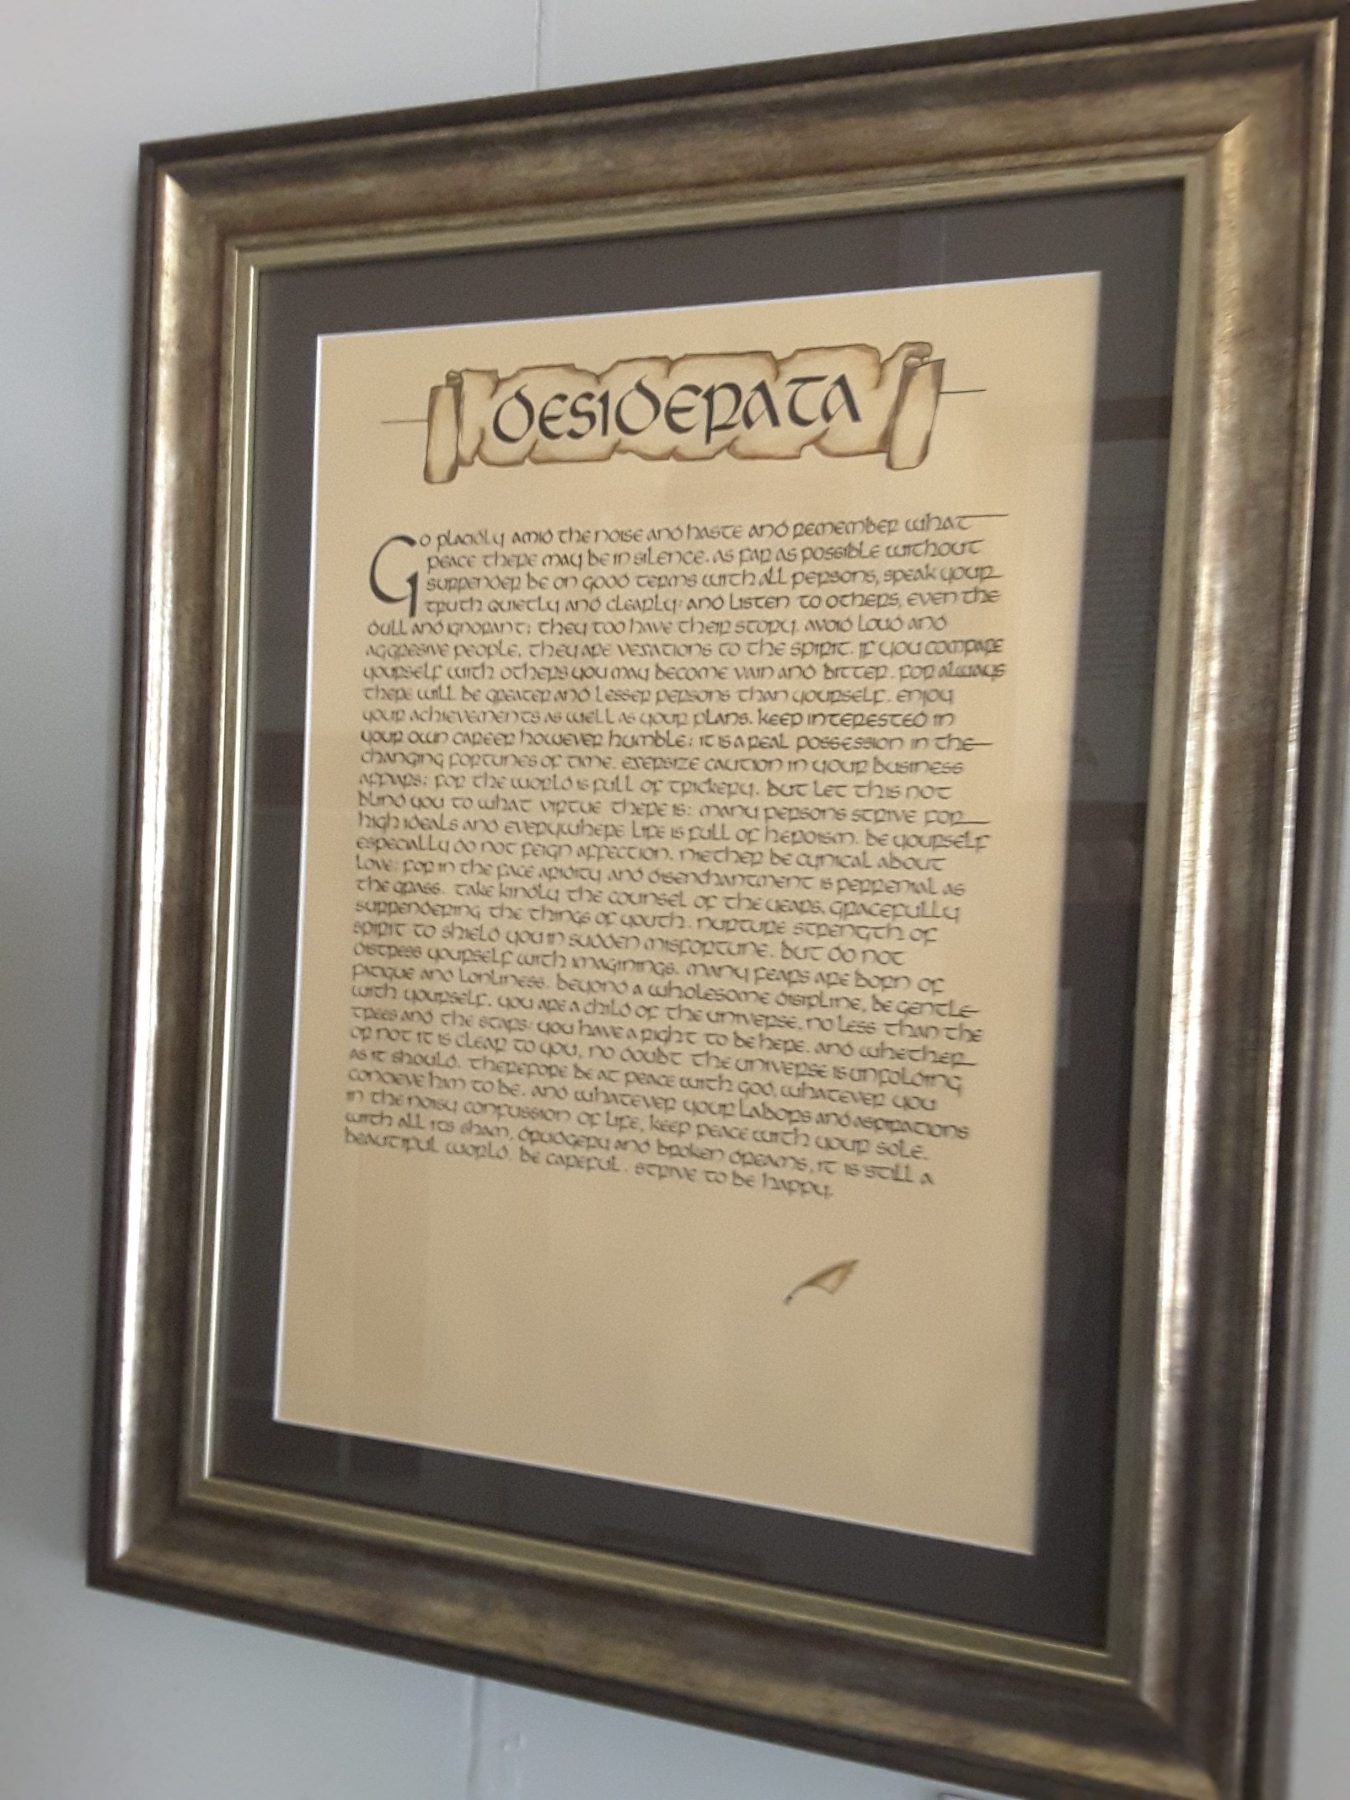 DESIDERATA
Go placidly amid the noise and haste and remember what
peace there may be in silence. as far as possible without
surrender be on good terms with all persons, speak your
truth quietly and clearly: and listen to others, even the
dull and ignorant; they too have their story. avoid loud and
aggresive people, they are vexations to the spirit. if you compare
yourself with others you may become vain and bitter. for always
there will be greater and lesser persons than yourself. enjoy
your achievements as well as your plans. keep interested in
your own career however humble; it is a real possession in the
changing fortunes of time. exersize caution in your business
affairs; for the world is full of trickery. but let this not
blind you to what virtue there is: many persons strive for
high ideals and everywhere life is full of heroism. be yourself
especially do not feign affection. niether be cynical about
love; for in the face aridity and disenchantment is perrenial as
the grass. take kindly the counsel of the years, gracefully
surrendering the things of youth. nurture strength of
spirit to shield you in sudden misfortune. but do not
distress yourself with imaginings. many fears are born of
fatigue and lonliness. beyond a wholesome disipline, be gentle
with yourself. you are a child of the universe, no less than the
trees and the stars: you have a right to be here. and whether
or not it is clear to you, no doubt the universe is unfolding
as it should. therefore be at peace with god, whatever you
concieve him to be. and whatever your labors and aspirations
in the noisy confussion of life, keep peace with your sole.
with all its sham, drudgery and broken dreams, it is still a
beautiful world. be careful. strive to be happy.